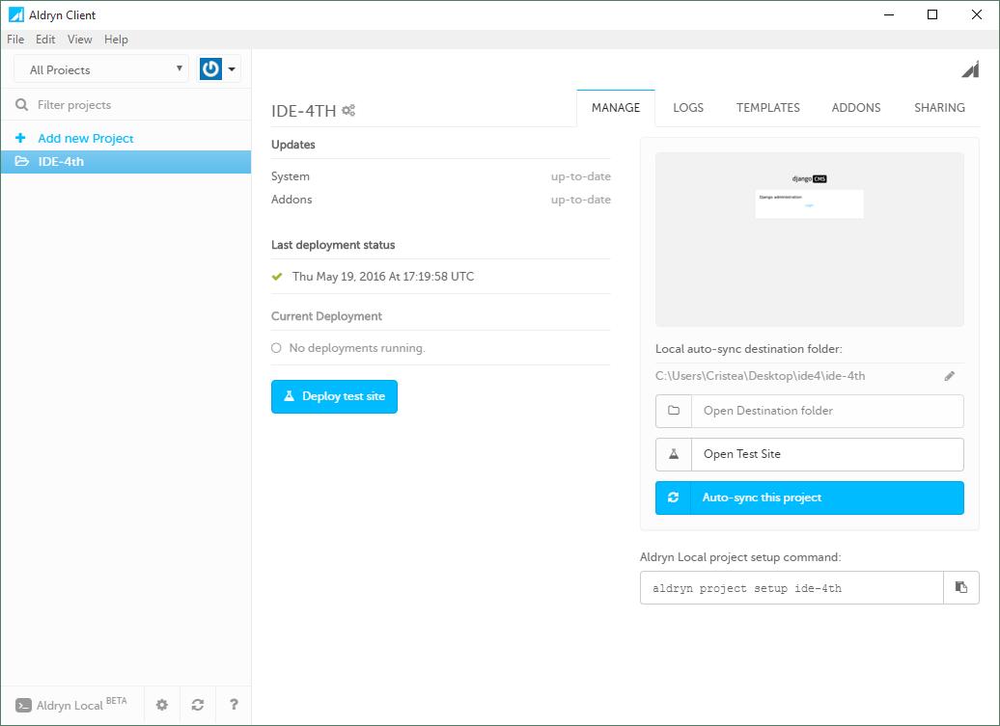 Aldryn Client
File Edit View Help
All Projects
Filter projects
Add new Project
IDE-4th
IDE-4TH
MANAGE LOGS TEMPLATES ADDONS SHARING
Updates
System up-to-date
Addons up-to-date
Last deployment status
Thu May 19, 2016 At 17:19:58 UTC
Current Deployment
No deployments running.
Deploy test site
django CMS
Django administration
Login
Local auto-sync destination folder:
C:\Users\Cristea\Desktop\ide4\ide-4th
Open Destination folder
Open Test Site
Auto-sync this project
Aldryn Local project setup command:
aldryn project setup ide-4th
Aldryn Local BETA
?